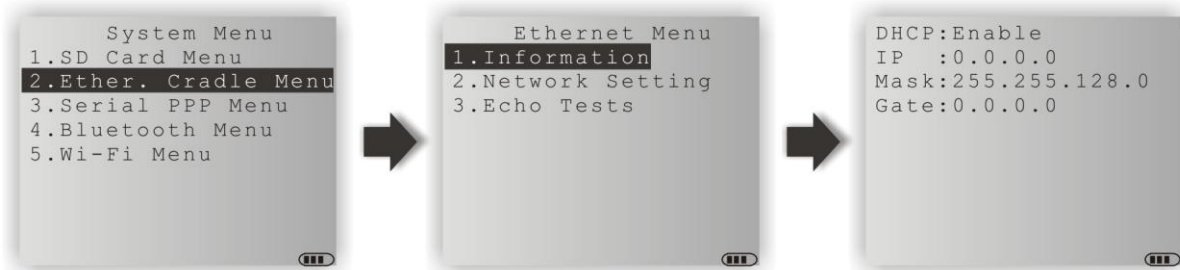 System Menu
1.SD Card Menu
2.Ether. Cradle Menu
3.Serial PPP Menu
4.Bluetooth Menu
5.Wi-Fi Menu
Ethernet Menu
1.Information
2.Network Setting
3.Echo Tests
DHCP:Enable
IP  :0.0.0.0
Mask:255.255.128.0
Gate:0.0.0.0